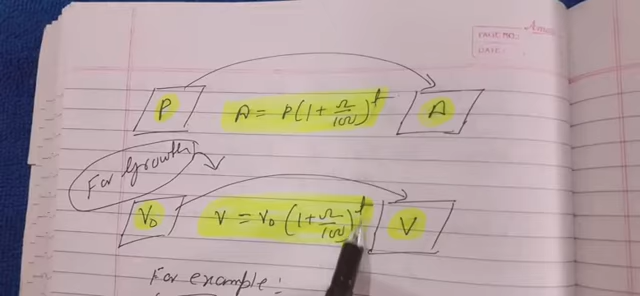 PAGE NO.:
DATE:
P A = P(1+r/100)^t A
For Growth
V₀ V = V₀(1+r/100)^t V
For example: